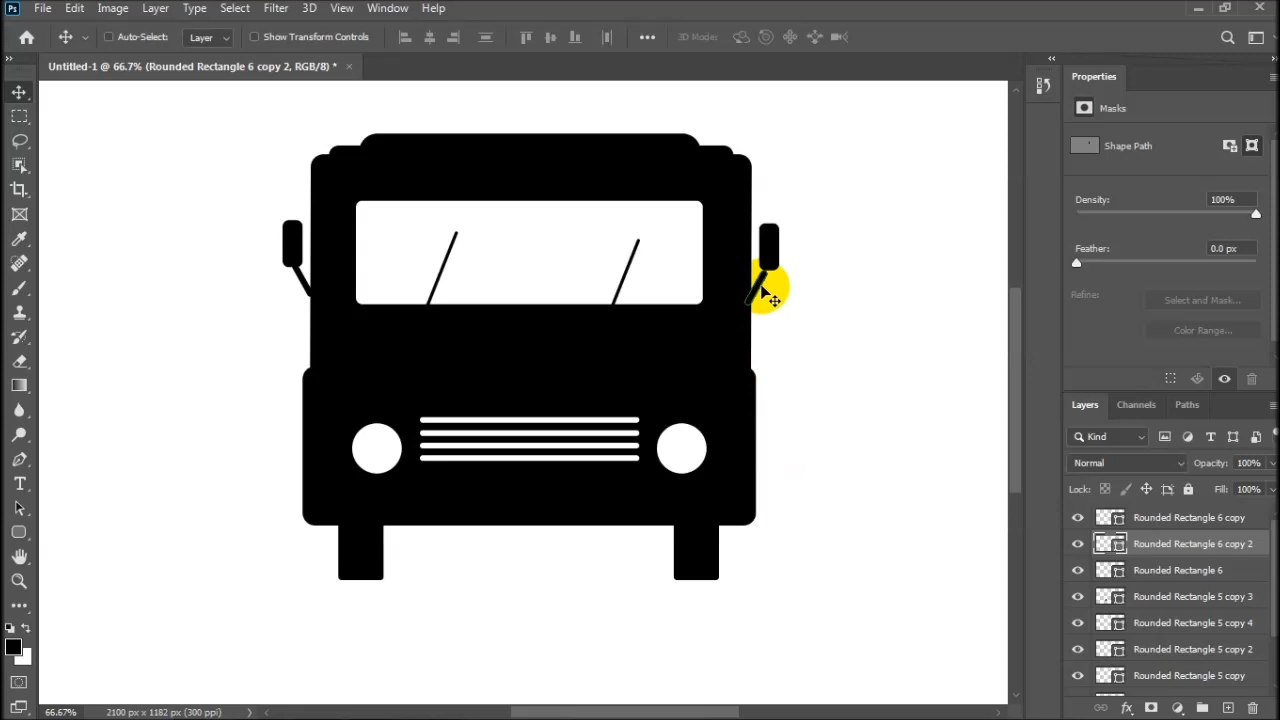 Ps File Edit Image Layer Type Select Filter 3D View Window Help
Auto-Select: Layer Show Transform Controls 3D Mode:
Untitled-1 @ 66.7% (Rounded Rectangle 6 copy 2, RGB/8) * ×
Properties
Masks
Shape Path
Density: 100%
Feather: 0.0 px
Refine: Select and Mask...
Color Range...
Layers Channels Paths
Kind
Normal Opacity: 100%
Lock: Fill: 100%
Rounded Rectangle 6 copy
Rounded Rectangle 6 copy 2
Rounded Rectangle 6
Rounded Rectangle 5 copy 3
Rounded Rectangle 5 copy 4
Rounded Rectangle 5 copy 2
Rounded Rectangle 5 copy
66.67% 2100 px x 1182 px (300 ppi)